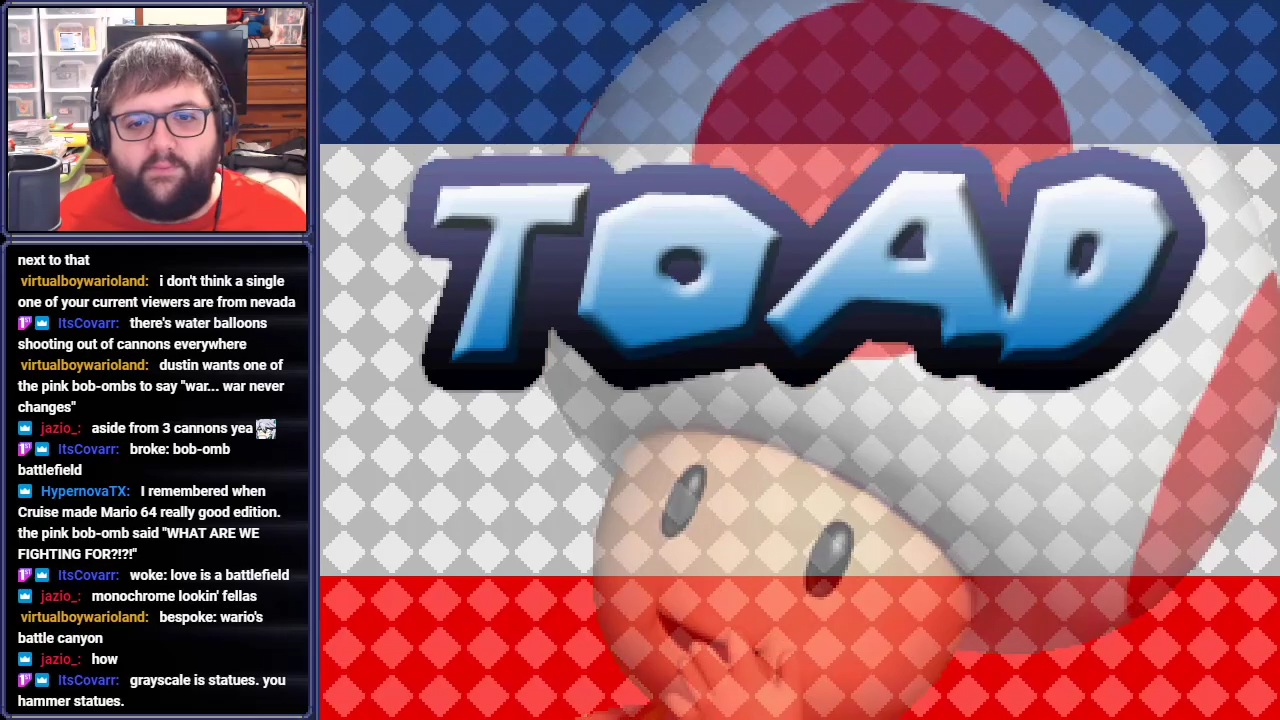 next to that
virtualboywarioland: i don't think a single
one of your current viewers are from nevada
ItsCovarr: there's water balloons
shooting out of cannons everywhere
virtualboywarioland: dustin wants one of
the pink bob-ombs to say "war... war never
changes"
jazio_: aside from 3 cannons yea
ItsCovarr: broke: bob-omb
battlefield
HypernovaTX: I remembered when
Cruise made Mario 64 really good edition.
the pink bob-omb said "WHAT ARE WE
FIGHTING FOR?!?!"
ItsCovarr: woke: love is a battlefield
jazio_: monochrome lookin' fellas
virtualboywarioland: bespoke: wario's
battle canyon
jazio_: how
ItsCovarr: grayscale is statues. you
hammer statues.
TOAD